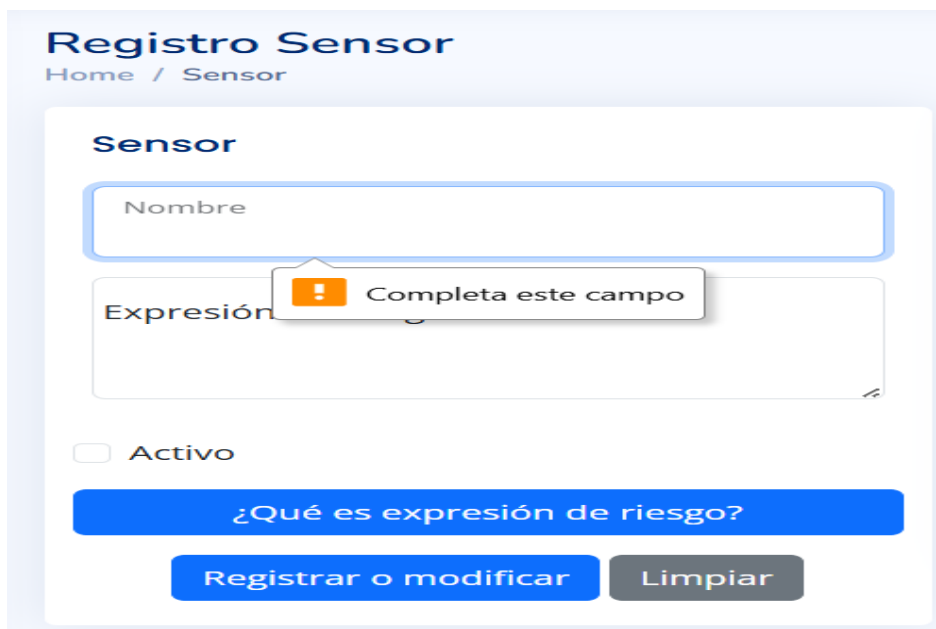 Registro Sensor
Home / Sensor
Sensor
Nombre
Completa este campo
Expresión
Activo
¿Qué es expresión de riesgo?
Registrar o modificar
Limpiar